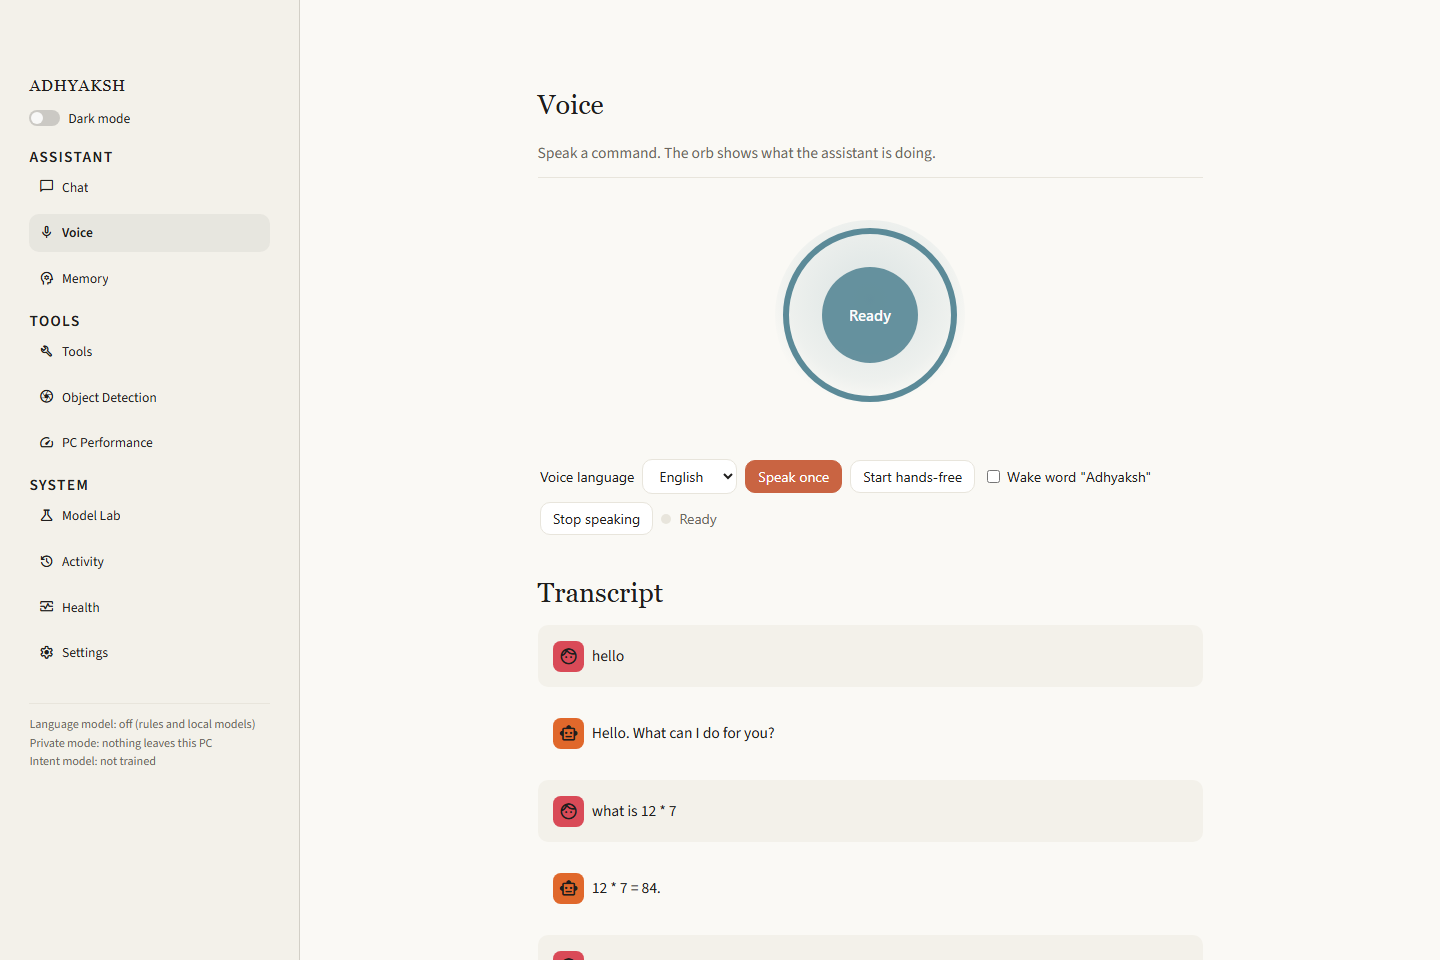 ADHYAKSH
Dark mode
ASSISTANT
Chat
Voice
Memory
TOOLS
Tools
Object Detection
PC Performance
SYSTEM
Model Lab
Activity
Health
Settings
Language model: off (rules and local models)
Private mode: nothing leaves this PC
Intent model: not trained
Voice
Speak a command. The orb shows what the assistant is doing.
Ready
Voice language English Speak once Start hands-free Wake word "Adhyaksh"
Stop speaking Ready
Transcript
hello
Hello. What can I do for you?
what is 12 * 7
12 * 7 = 84.